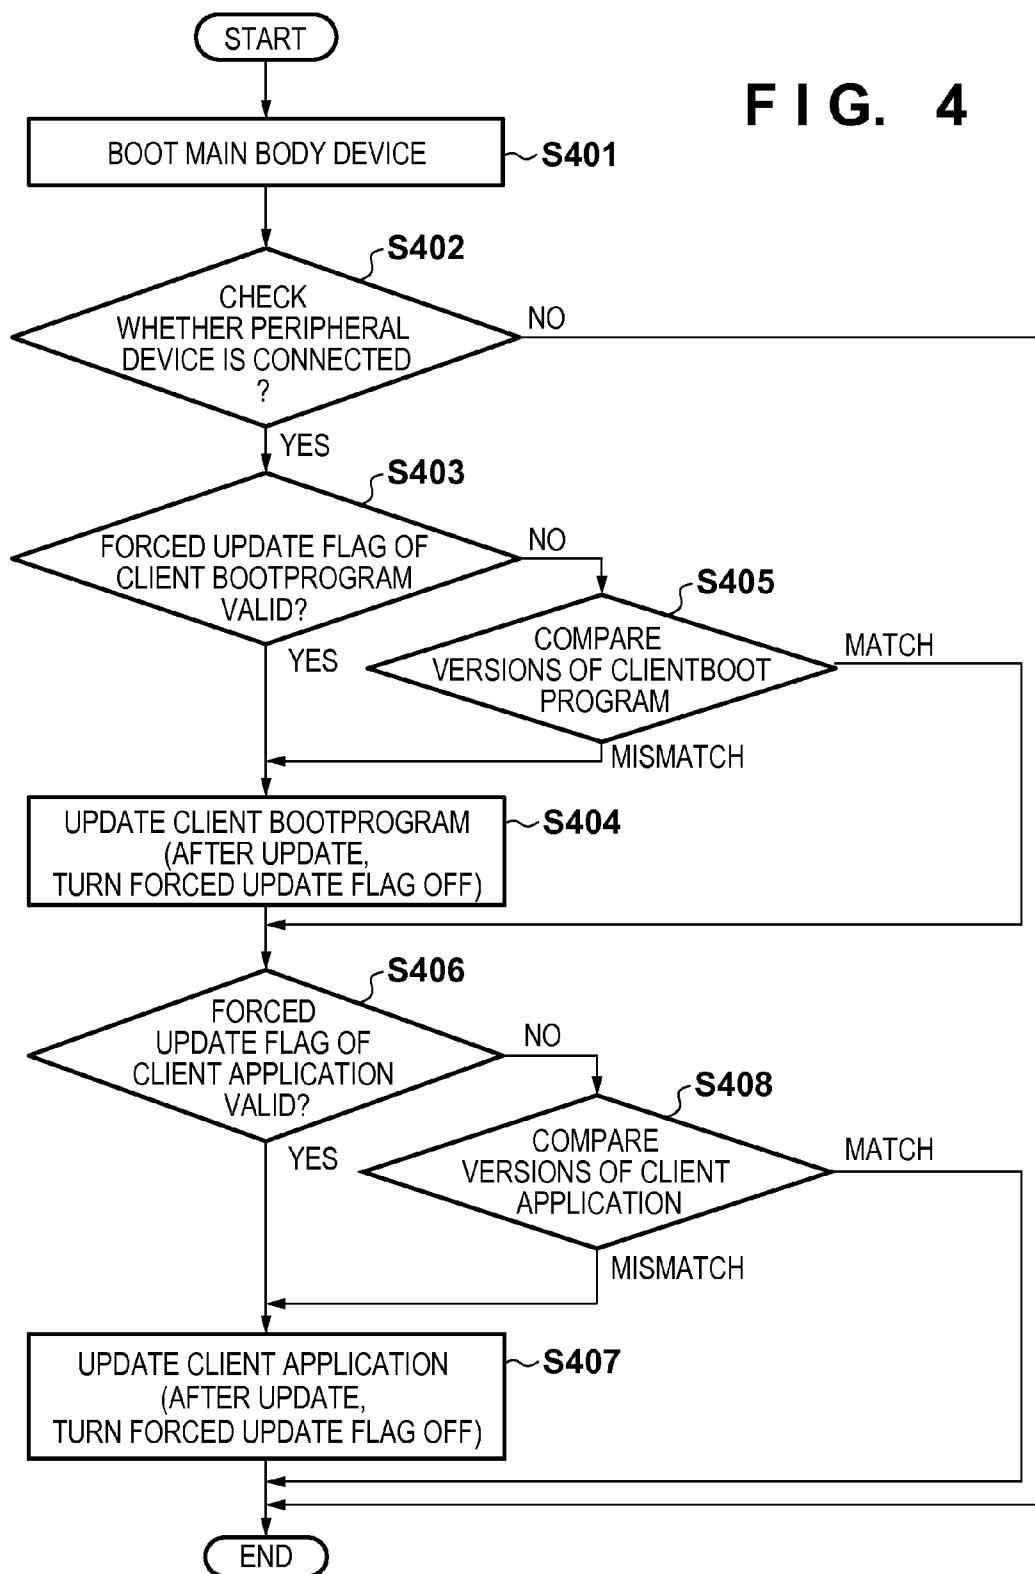 START
FIG. 4
BOOT MAIN BODY DEVICE
S401
S402
CHECK
WHETHER PERIPHERAL
DEVICE IS CONNECTED
?
NO
YES
S403
FORCED UPDATE FLAG OF
CLIENT BOOTPROGRAM
VALID?
NO
YES
S405
COMPARE
VERSIONS OF CLIENTBOOT
PROGRAM
MATCH
MISMATCH
UPDATE CLIENT BOOTPROGRAM
(AFTER UPDATE,
TURN FORCED UPDATE FLAG OFF)
S404
S406
FORCED
UPDATE FLAG OF
CLIENT APPLICATION
VALID?
NO
YES
S408
COMPARE
VERSIONS OF CLIENT
APPLICATION
MATCH
MISMATCH
UPDATE CLIENT APPLICATION
(AFTER UPDATE,
TURN FORCED UPDATE FLAG OFF)
S407
END